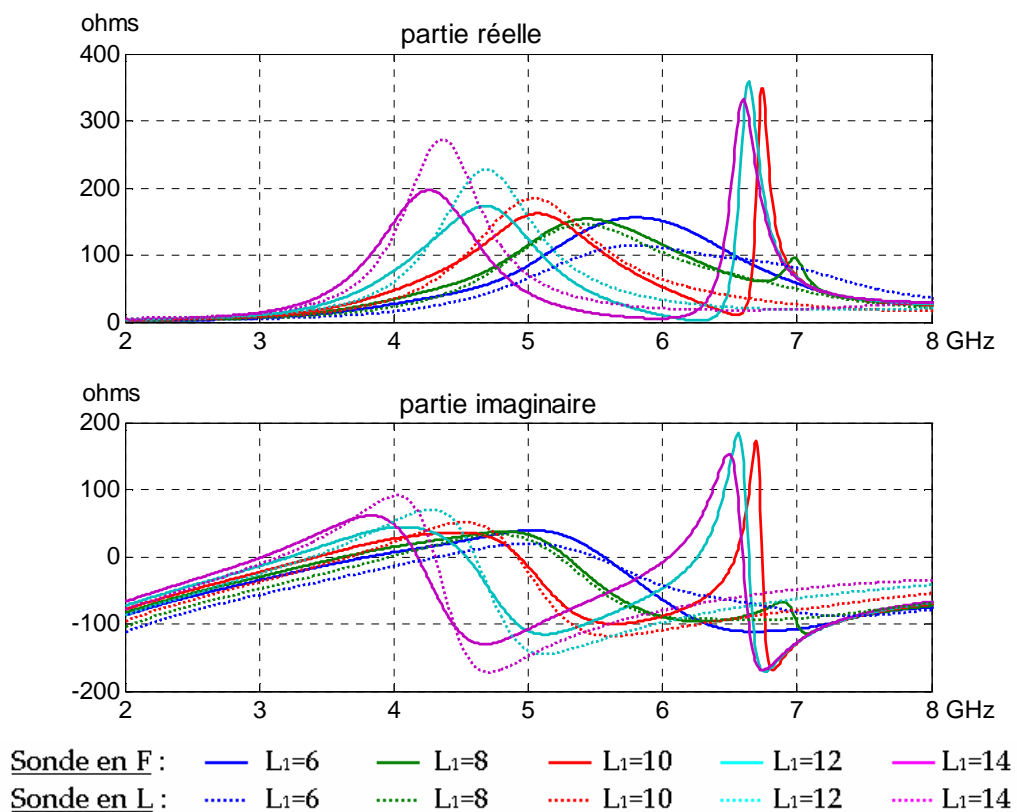 ohms
partie réelle
400
300
200
100
0
2 3 4 5 6 7 8 GHz
ohms
partie imaginaire
200
100
0
-100
-200
2 3 4 5 6 7 8 GHz
Sonde en F : L1=6 L1=8 L1=10 L1=12 L1=14
Sonde en L : L1=6 L1=8 L1=10 L1=12 L1=14